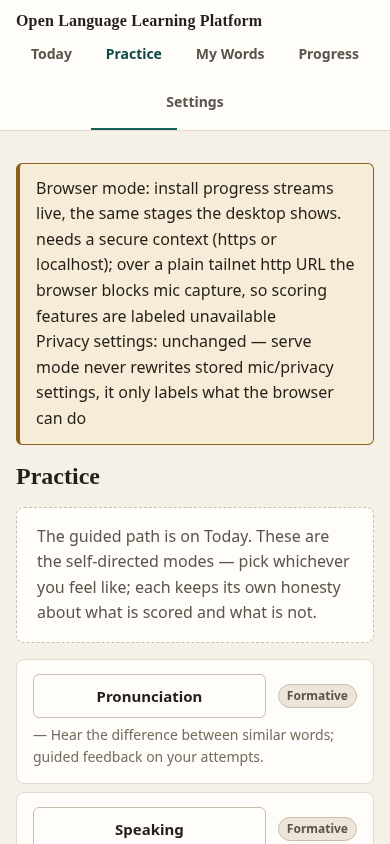 Open Language Learning Platform
Today Practice My Words Progress
Settings
Browser mode: install progress streams
live, the same stages the desktop shows.
needs a secure context (https or
localhost); over a plain tailnet http URL the
browser blocks mic capture, so scoring
features are labeled unavailable
Privacy settings: unchanged — serve
mode never rewrites stored mic/privacy
settings, it only labels what the browser
can do
Practice
The guided path is on Today. These are
the self-directed modes — pick whichever
you feel like; each keeps its own honesty
about what is scored and what is not.
Pronunciation Formative
— Hear the difference between similar words;
guided feedback on your attempts.
Speaking Formative